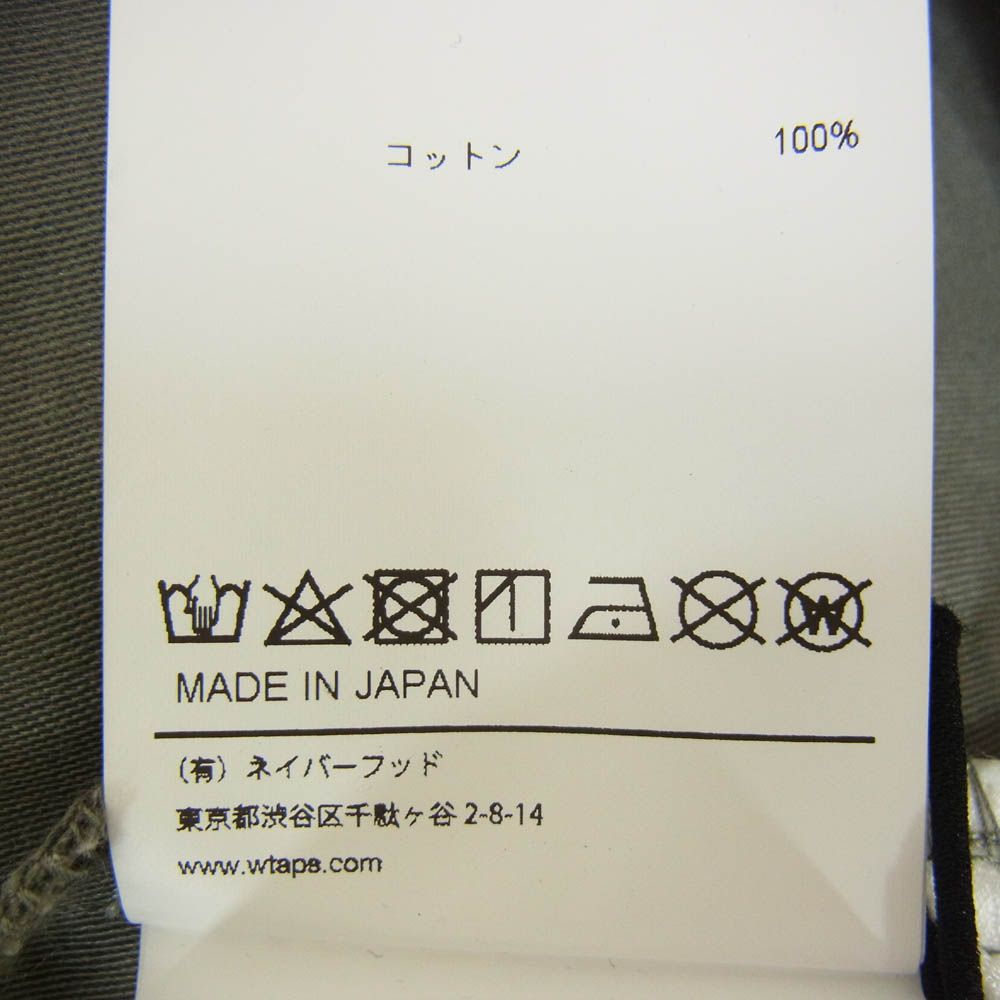 コットン 100%
W
MADE IN JAPAN
(有) ネイバーフッド
東京都渋谷区千駄ヶ谷 2-8-14
www.wtaps.com